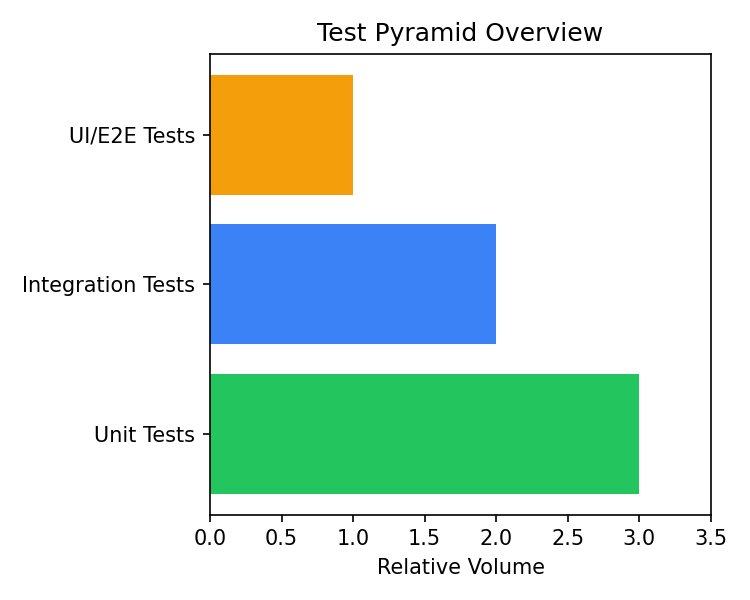 Test Pyramid Overview
UI/E2E Tests
Integration Tests
Unit Tests
0.0 0.5 1.0 1.5 2.0 2.5 3.0 3.5
Relative Volume